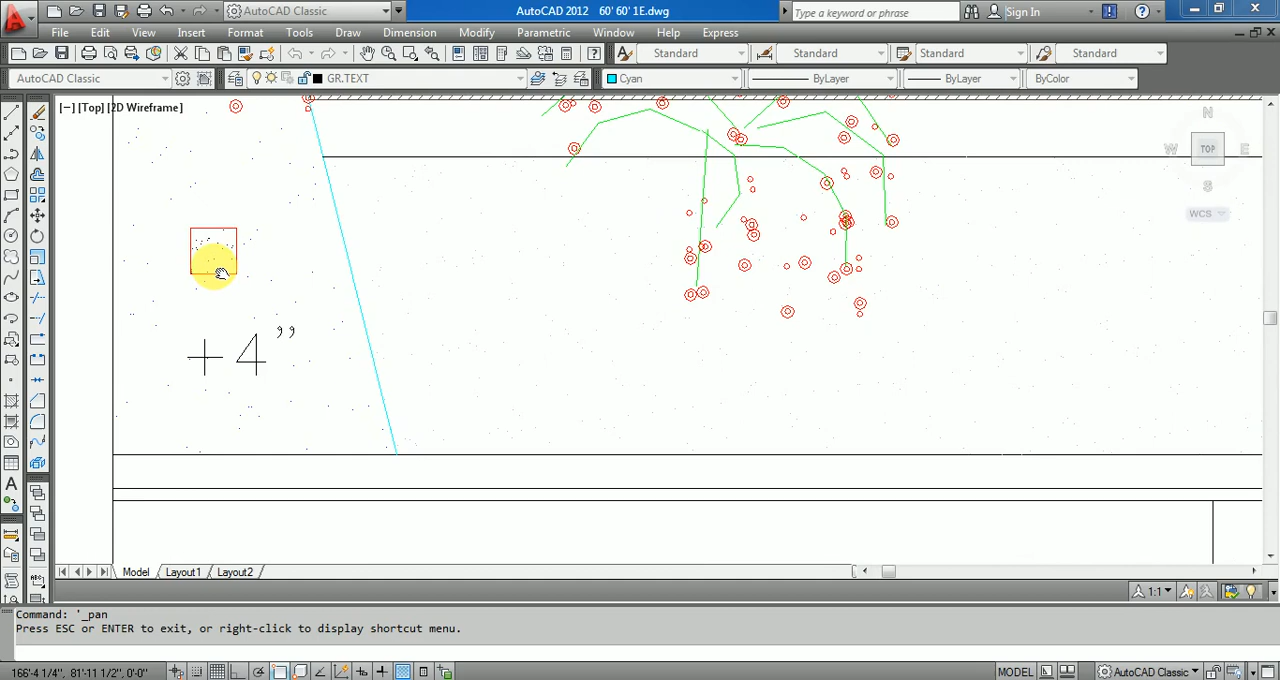 AutoCAD Classic
AutoCAD 2012 60' 60' 1E.dwg
Type a keyword or phrase
Sign In
File Edit View Insert Format Tools Draw Dimension Modify Parametric Window Help Express
Standard Standard Standard Standard
AutoCAD Classic
GR.TEXT
Cyan
ByLayer
ByLayer
ByColor
[−] [Top] [2D Wireframe]
N
W TOP E
S
WCS
+4’’
Model Layout1 Layout2
1:1
Command: '_pan
Press ESC or ENTER to exit, or right-click to display shortcut menu.
166'-4 1/4", 81'-11 1/2", 0'-0"
MODEL
AutoCAD Classic